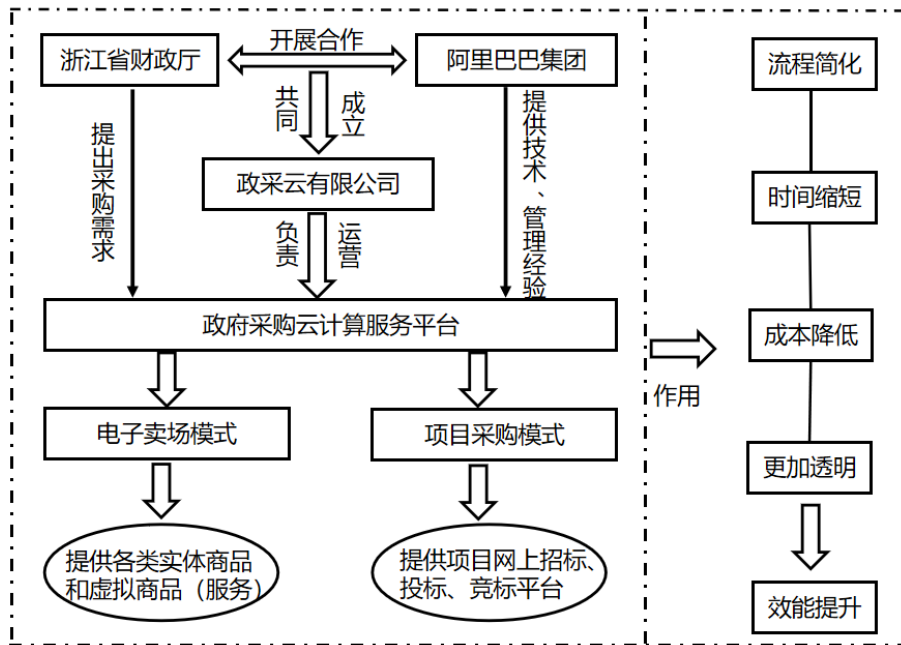 浙江省财政厅
开展合作
阿里巴巴集团
共同
成立
提出采购需求
提供技术、管理经验
政采云有限公司
负责
运营
政府采购云计算服务平台
电子卖场模式
项目采购模式
提供各类实体商品
和虚拟商品（服务）
提供项目网上招标、
投标、竞标平台
作用
流程简化
时间缩短
成本降低
更加透明
效能提升